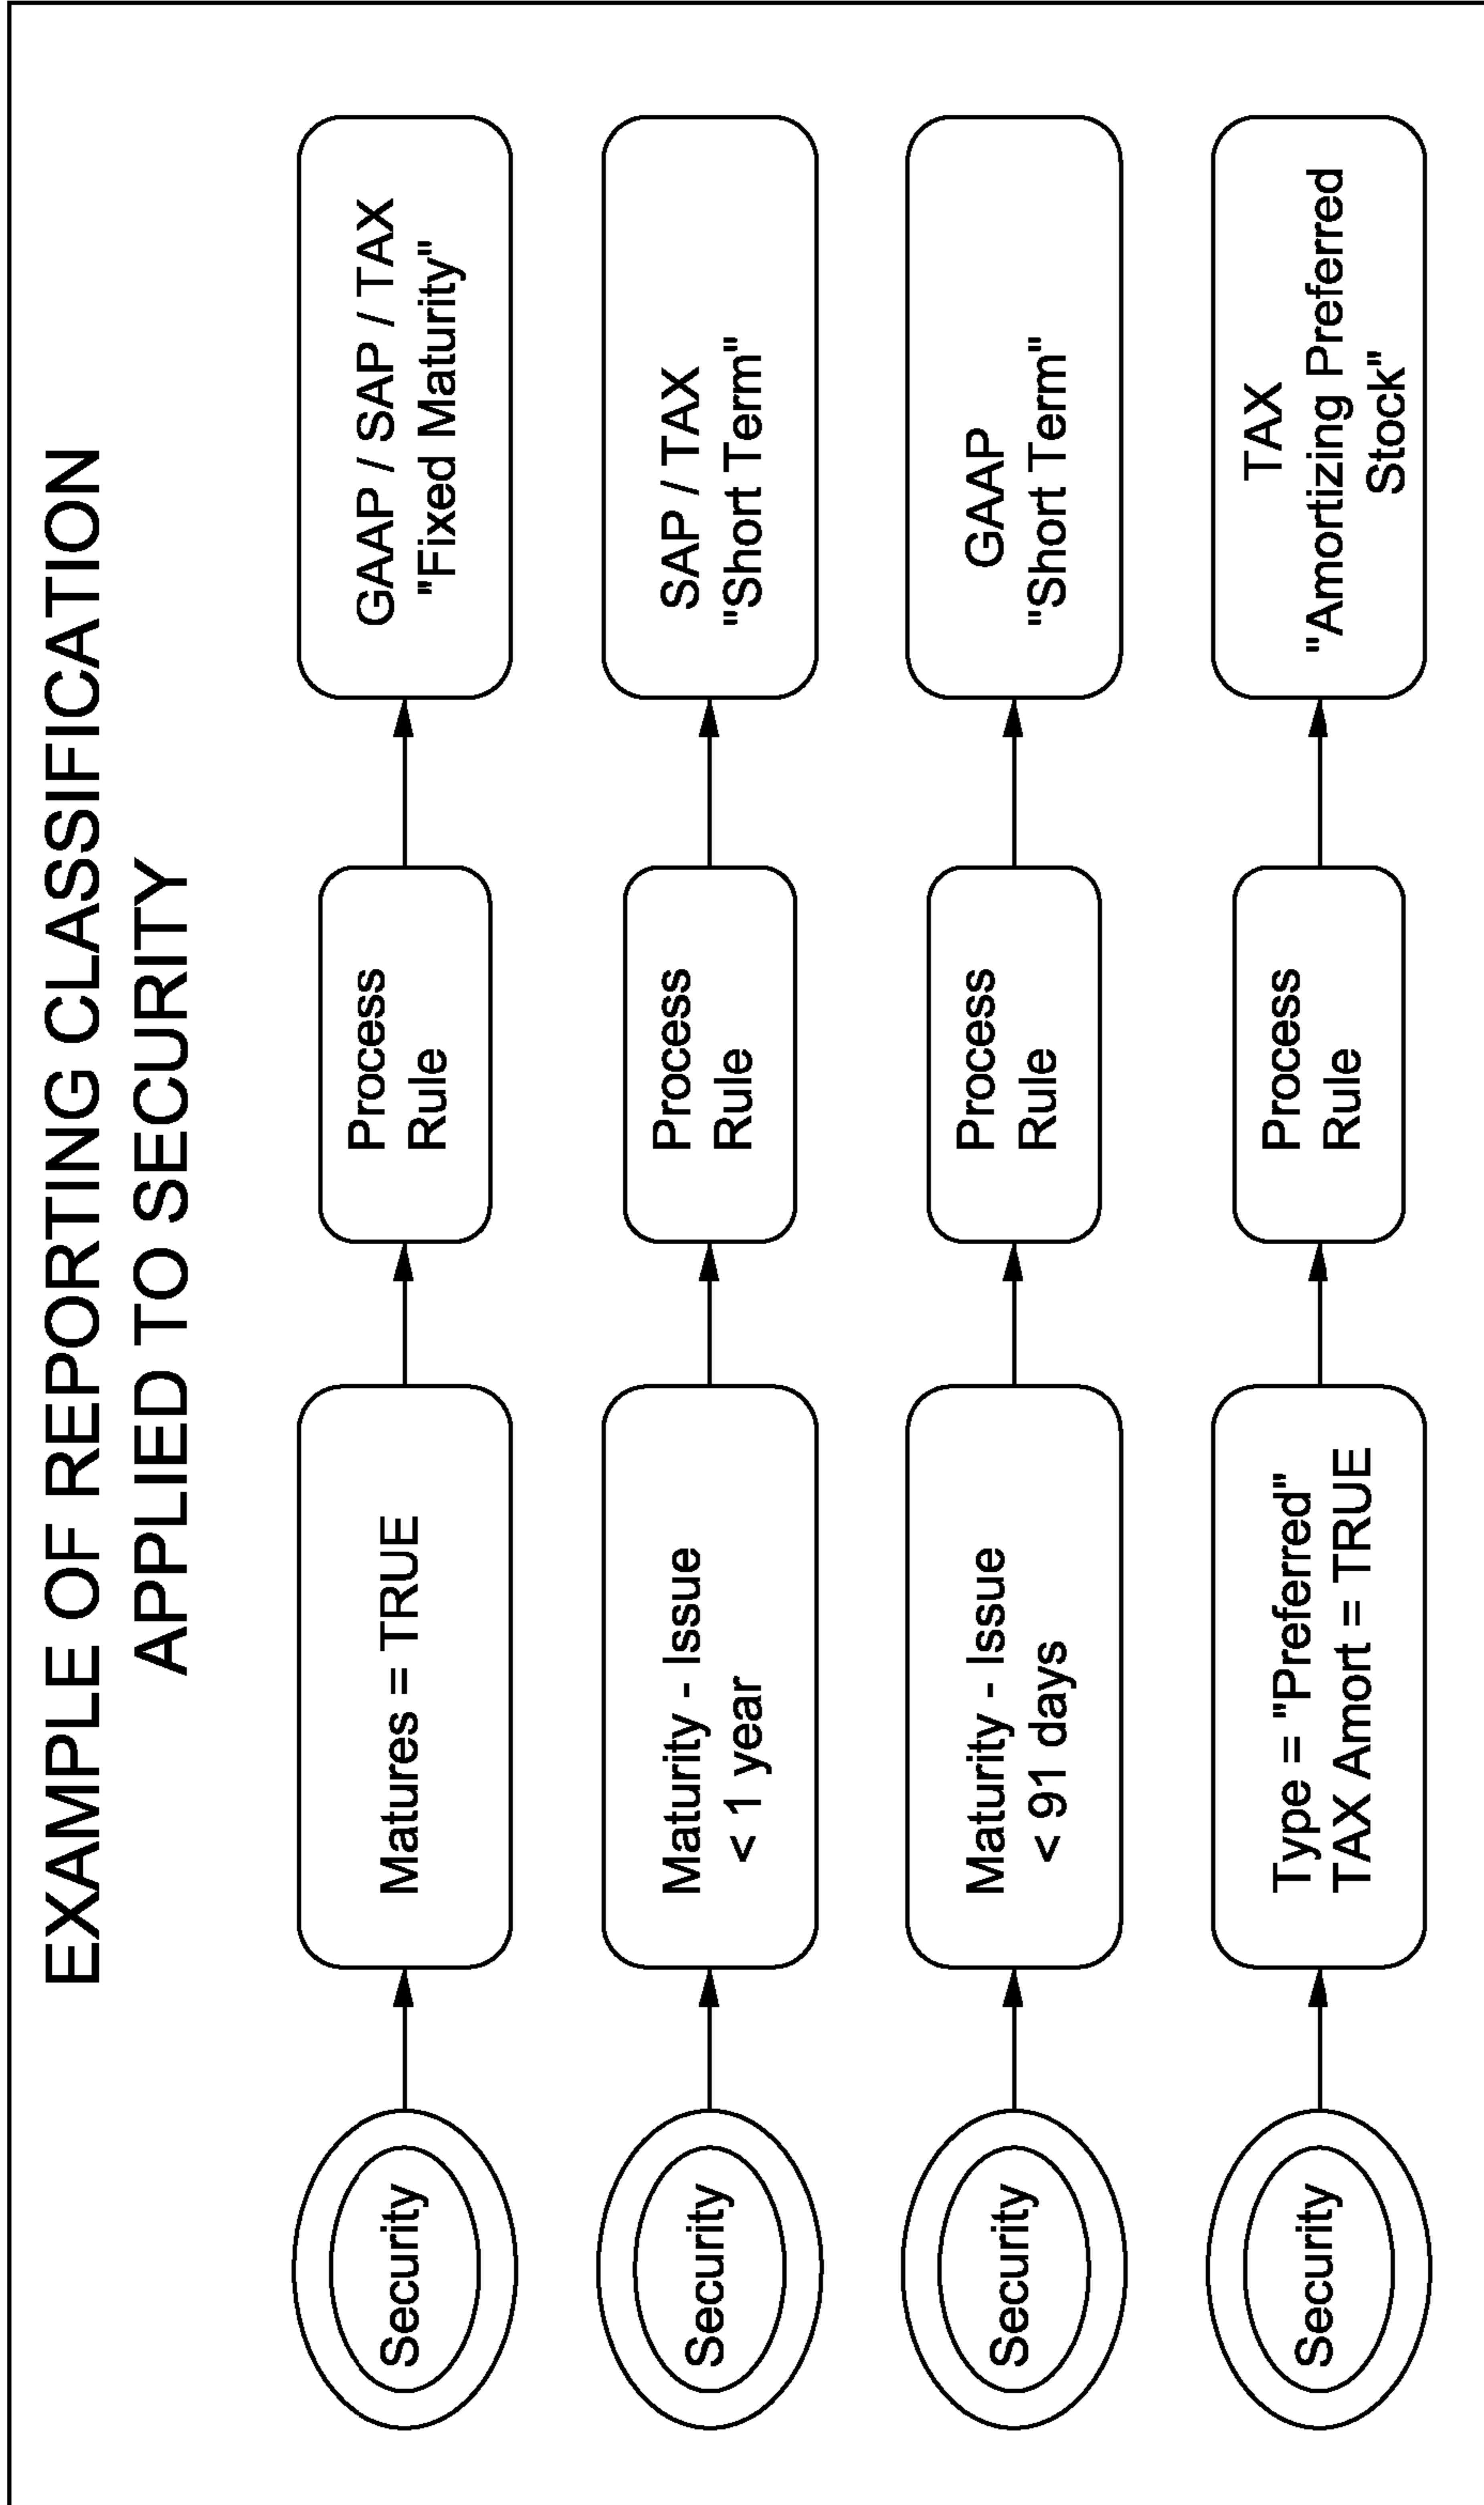 EXAMPLE OF REPORTING CLASSIFICATION
APPLIED TO SECURITY
Security
Matures = TRUE
Process
Rule
GAAP / SAP / TAX
"Fixed Maturity"
Security
Maturity - Issue
< 1 year
Process
Rule
SAP / TAX
"Short Term"
Security
Maturity - Issue
< 91 days
Process
Rule
GAAP
"Short Term"
Security
Type = "Preferred"
TAX Amort = TRUE
Process
Rule
TAX
"Amortizing Preferred
Stock"